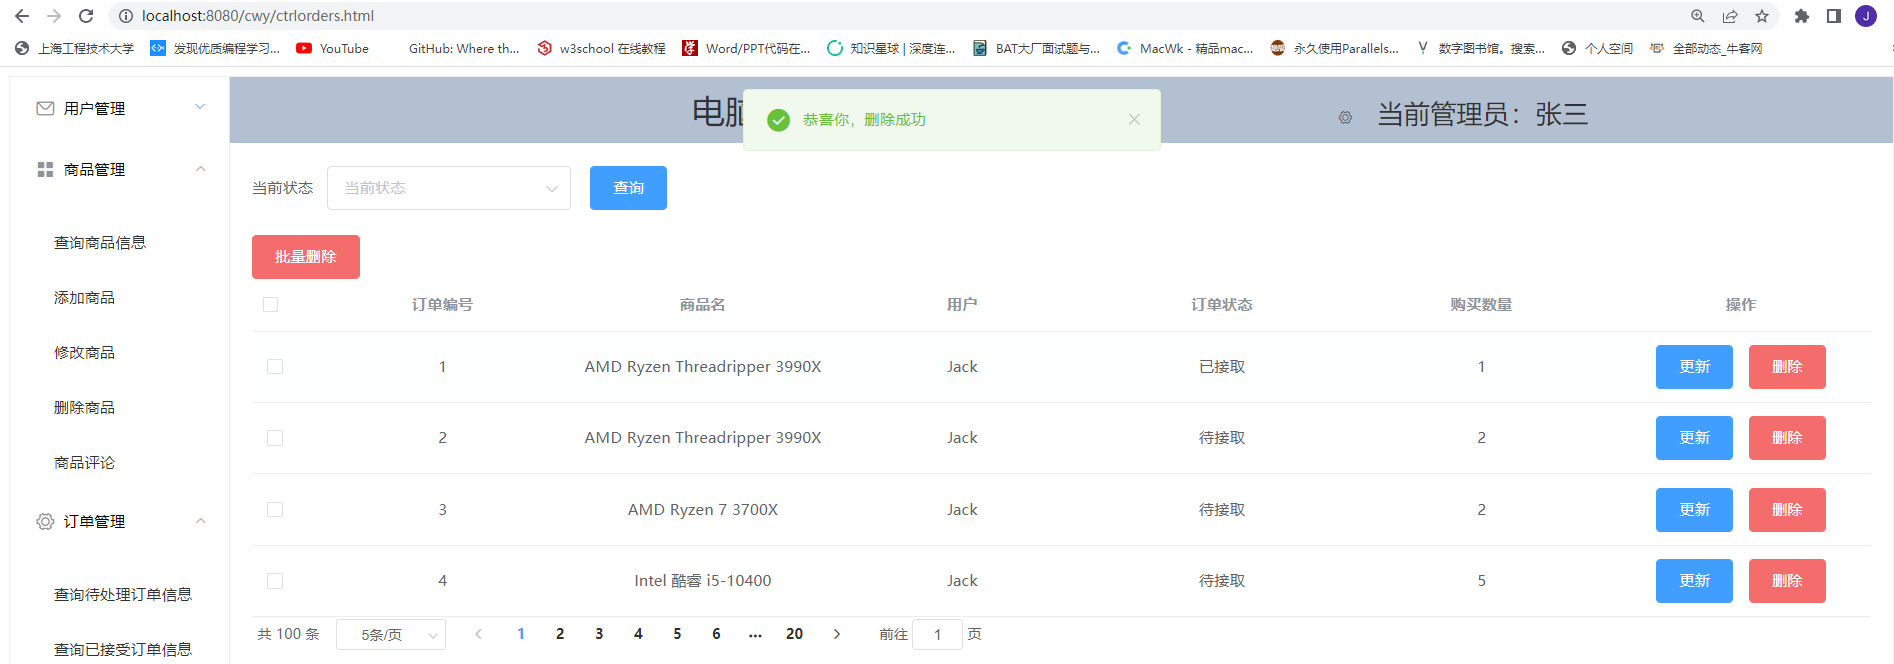 localhost:8080/cwy/ctrlorders.html
J
上海工程技术大学 发现优质编程学习... YouTube GitHub: Where th... w3school 在线教程 Word/PPT代码在... 知识星球 | 深度连... BAT大厂面试题与... MacWk - 精品mac... 永久使用Parallels... 数字图书馆。搜索... 个人空间 全部动态_牛客网
用户管理
商品管理
查询商品信息
添加商品
修改商品
删除商品
商品评论
订单管理
查询待处理订单信息
查询已接受订单信息
电脑
恭喜你，删除成功
当前管理员：张三
当前状态 当前状态 查询
批量删除
订单编号 商品名 用户 订单状态 购买数量 操作
1 AMD Ryzen Threadripper 3990X Jack 已接取 1 更新 删除
2 AMD Ryzen Threadripper 3990X Jack 待接取 2 更新 删除
3 AMD Ryzen 7 3700X Jack 待接取 2 更新 删除
4 Intel 酷睿 i5-10400 Jack 待接取 5 更新 删除
共 100 条 5条/页 1 2 3 4 5 6 ... 20 前往 1 页